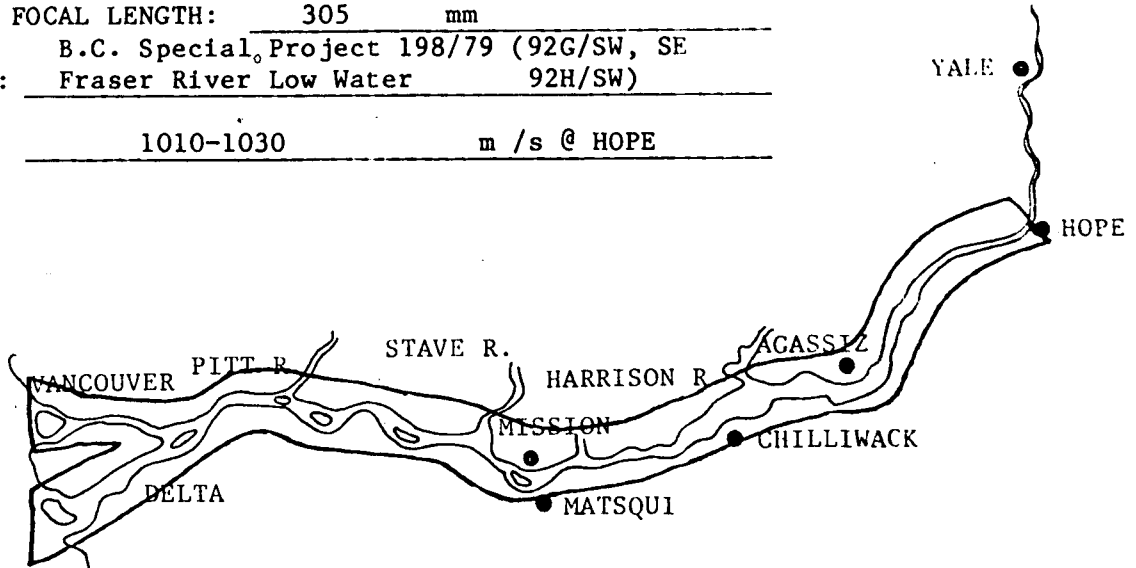 FOCAL LENGTH: 305 mm
B.C. Special Project 198/79 (92G/SW, SE
: Fraser River Low Water 92H/SW)
1010-1030 m /s @ HOPE
YALE
HOPE
AGASSIZ
STAVE R.
PITT R
HARRISON R
VANCOUVER
MISSION
CHILLIWACK
DELTA
MATSQUI